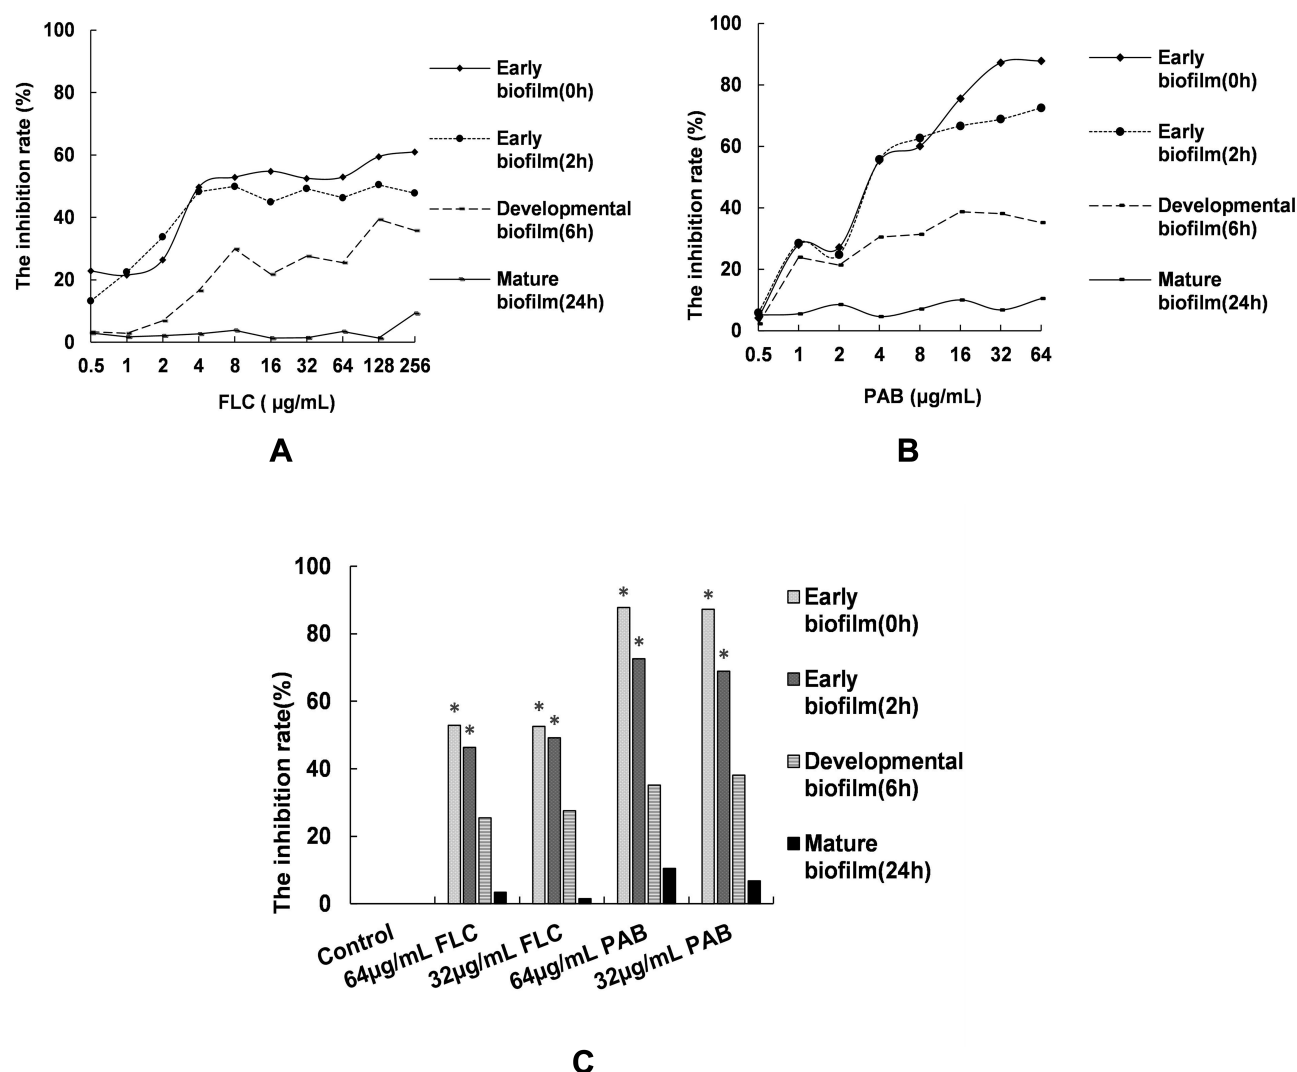 100
80
60
40
20
0
The inhibition rate (%)
0.5 1 2 4 8 16 32 64 128 256
FLC ( µg/mL)
Early
biofilm(0h)
Early
biofilm(2h)
Developmental
biofilm(6h)
Mature
biofilm(24h)
A
100
80
60
40
20
0
The inhibition rate (%)
0.5 1 2 4 8 16 32 64
PAB (µg/mL)
Early
biofilm(0h)
Early
biofilm(2h)
Developmental
biofilm(6h)
Mature
biofilm(24h)
B
100
80
60
40
20
0
The inhibition rate(%)
* * * * * * * *
Control
64µg/mL FLC
32µg/mL FLC
64µg/mL PAB
32µg/mL PAB
Early
biofilm(0h)
Early
biofilm(2h)
Developmental
biofilm(6h)
Mature
biofilm(24h)
C